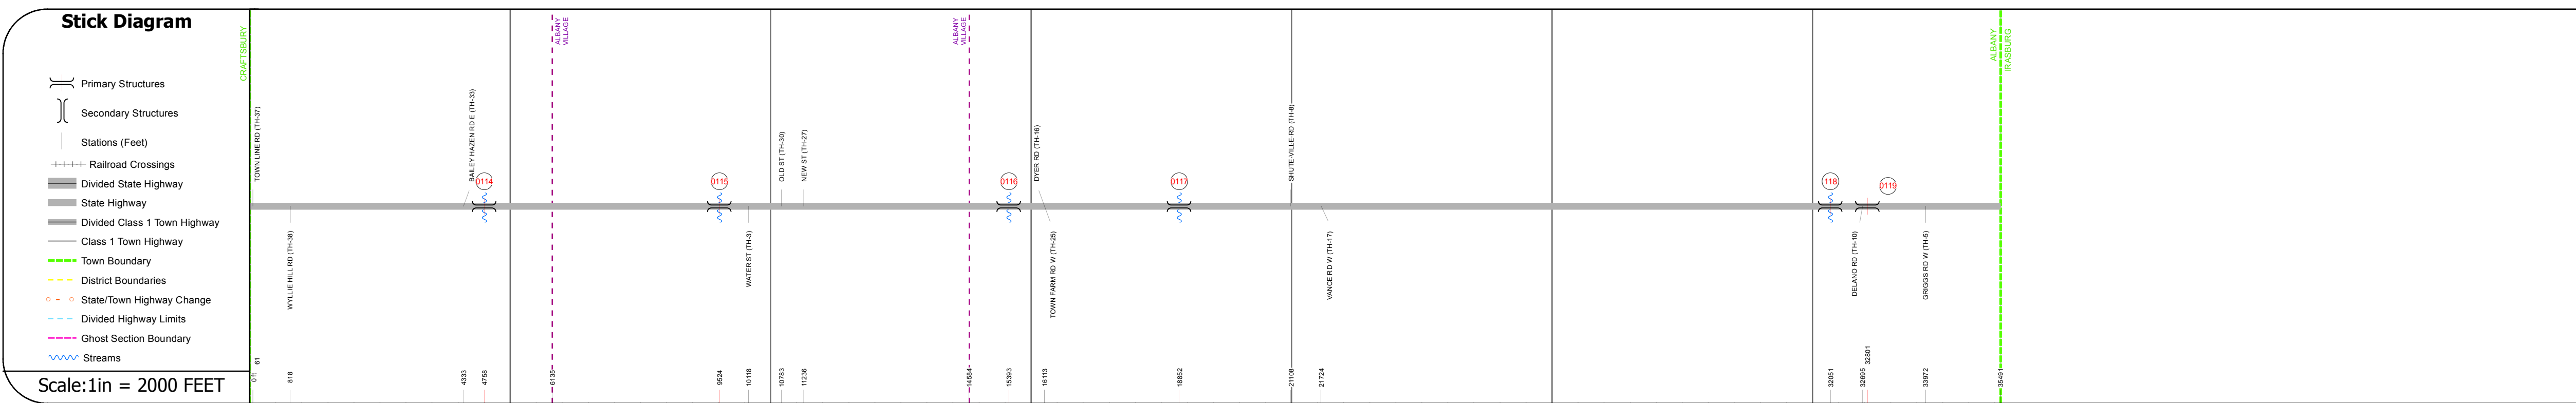 Stick Diagram
Primary Structures
Secondary Structures
Stations (Feet)
Railroad Crossings
Divided State Highway
State Highway
Divided Class 1 Town Highway
Class 1 Town Highway
Town Boundary
District Boundaries
State/Town Highway Change
Divided Highway Limits
Ghost Section Boundary
Streams
Scale:1in = 2000 FEET
CRAFTSBURY
ALBANY
VILLAGE
ALBANY
VILLAGE
ALBANY
IRASBURG
TOWN LINE RD (TH-37)
WYLLIE HILL RD (TH-38)
BAILEY HAZEN RD E (TH-33)
0114
0115
WATER ST (TH-3)
OLD ST (TH-30)
NEW ST (TH-27)
0116
DYER RD (TH-16)
TOWN FARM RD W (TH-25)
0117
SHUTE-VILLE RD (TH-8)
VANCE RD W (TH-17)
118
DELANO RD (TH-10)
0119
GRIGGS RD W (TH-5)
0 ft
61
818
4333
4758
6135
9524
10118
10783
11236
14584
15393
16113
18852
21108
21724
32051
32695
32801
33972
35491